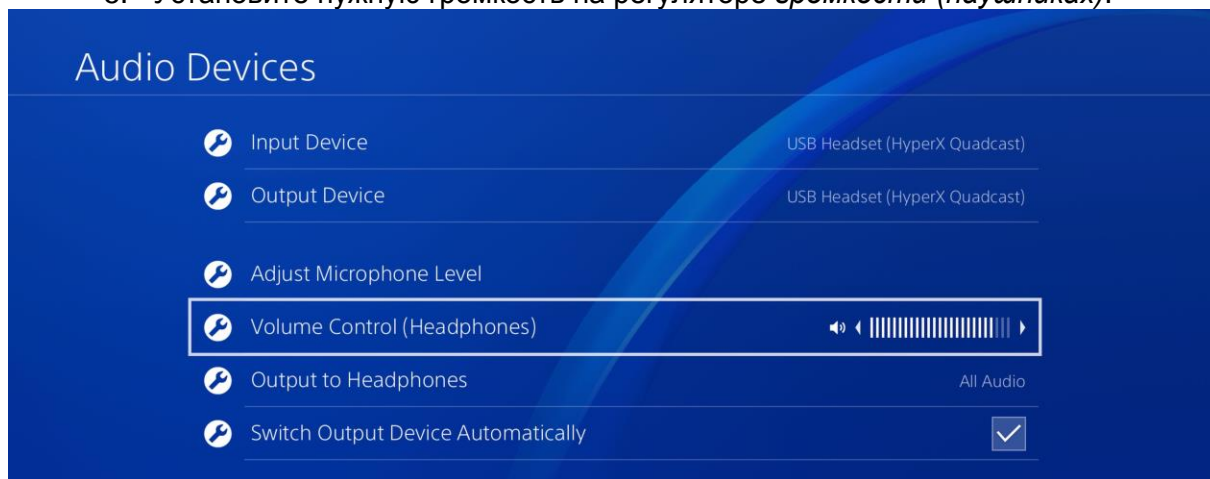 Установите нужную громкость на регуляторе громкости (наушниках).
Audio Devices
Input Device USB Headset (HyperX Quadcast)
Output Device USB Headset (HyperX Quadcast)
Adjust Microphone Level
Volume Control (Headphones)
Output to Headphones All Audio
Switch Output Device Automatically